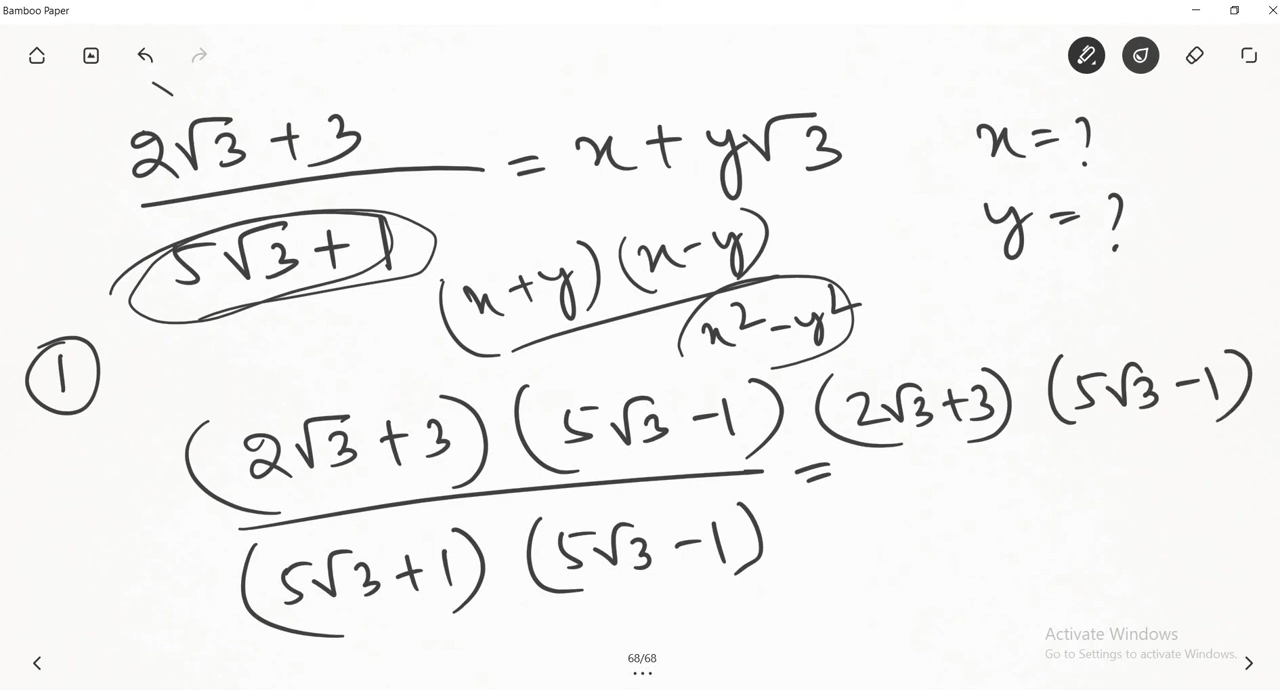 Bamboo Paper
2√3 + 3 / 5√3 + 1 = x + y√3
x = ?
y = ?
(x + y)(x - y)
x² - y²
1
(2√3 + 3)(5√3 - 1) / (5√3 + 1)(5√3 - 1) = (2√3 + 3)(5√3 - 1)
Activate Windows
Go to Settings to activate Windows.
68/68